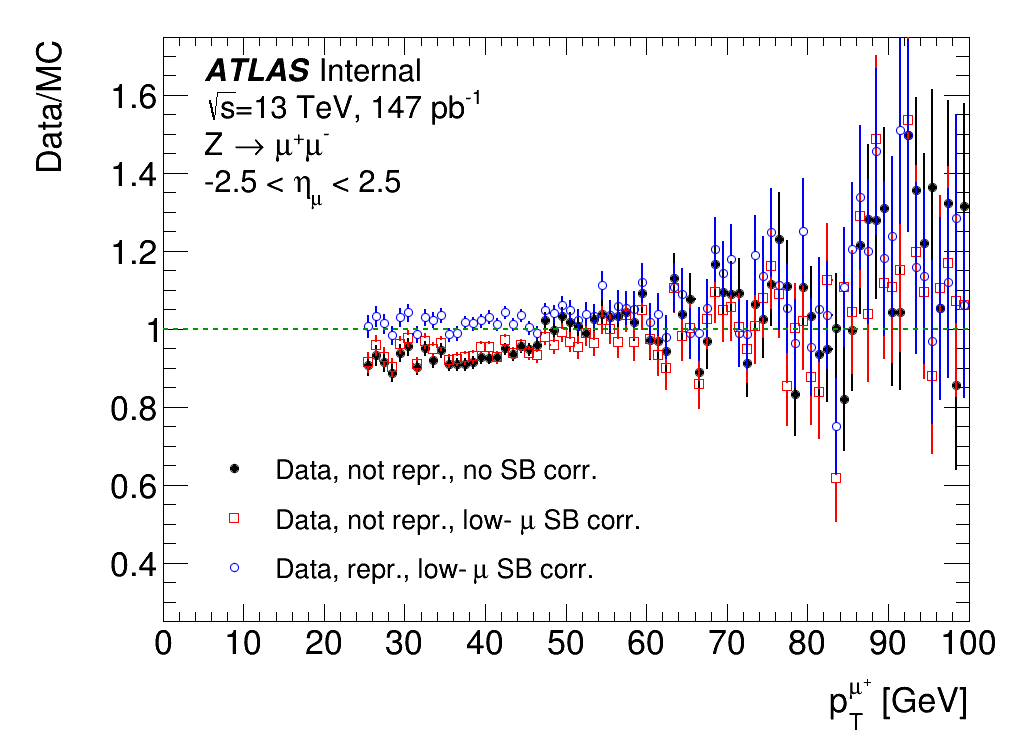 Data/MC
ATLAS Internal
√s=13 TeV, 147 pb⁻¹
Z → μ⁺μ⁻
-2.5 < η_μ < 2.5
1.6
1.4
1.2
1
0.8
0.6
0.4
Data, not repr., no SB corr.
Data, not repr., low- μ SB corr.
Data, repr., low- μ SB corr.
0 10 20 30 40 50 60 70 80 90 100
p_T^μ⁺ [GeV]